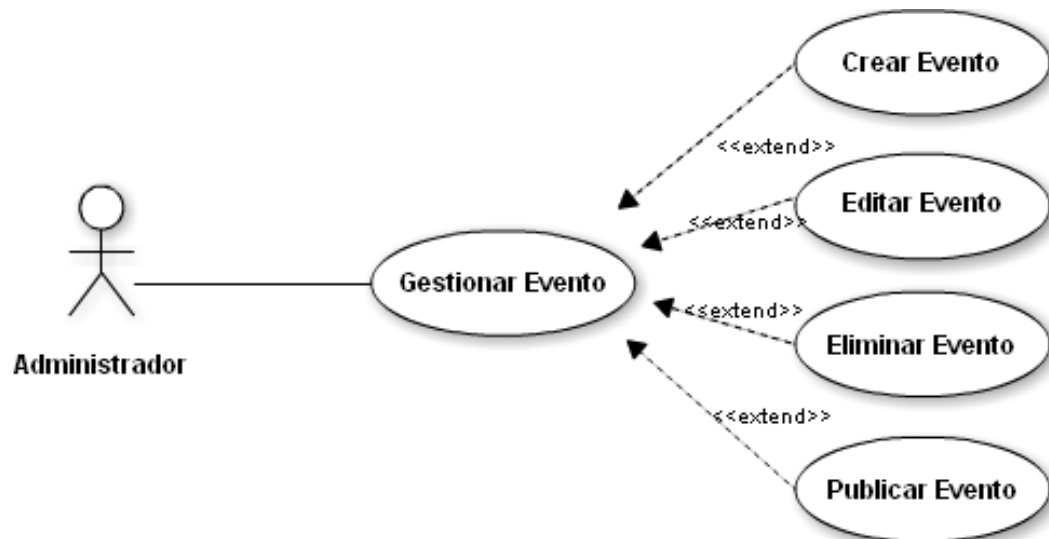 Crear Evento
<<extend>>
Editar Evento
<<extend>>
Gestionar Evento
<<extend>>
Eliminar Evento
Administrador
<<extend>>
Publicar Evento